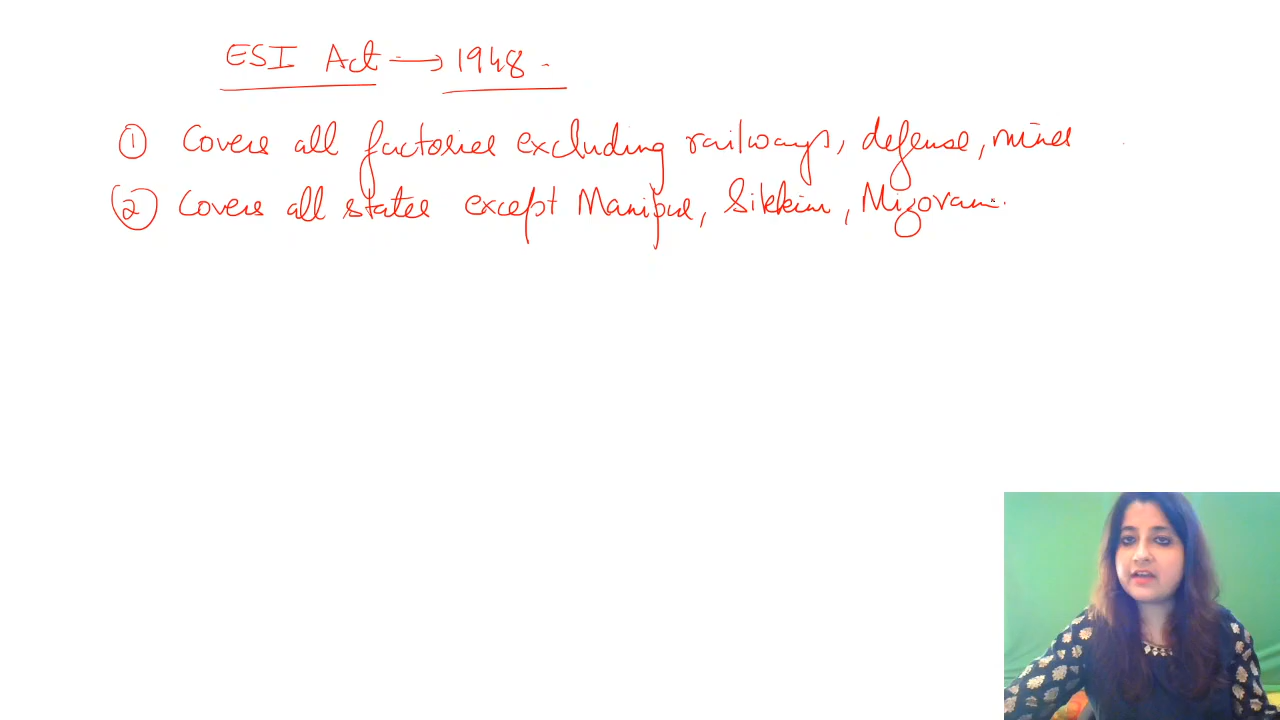 ESI Act → 1948.
① Covers all factories excluding railways, defense, mines
② Covers all states except Manipur, Sikkim, Mizoram.